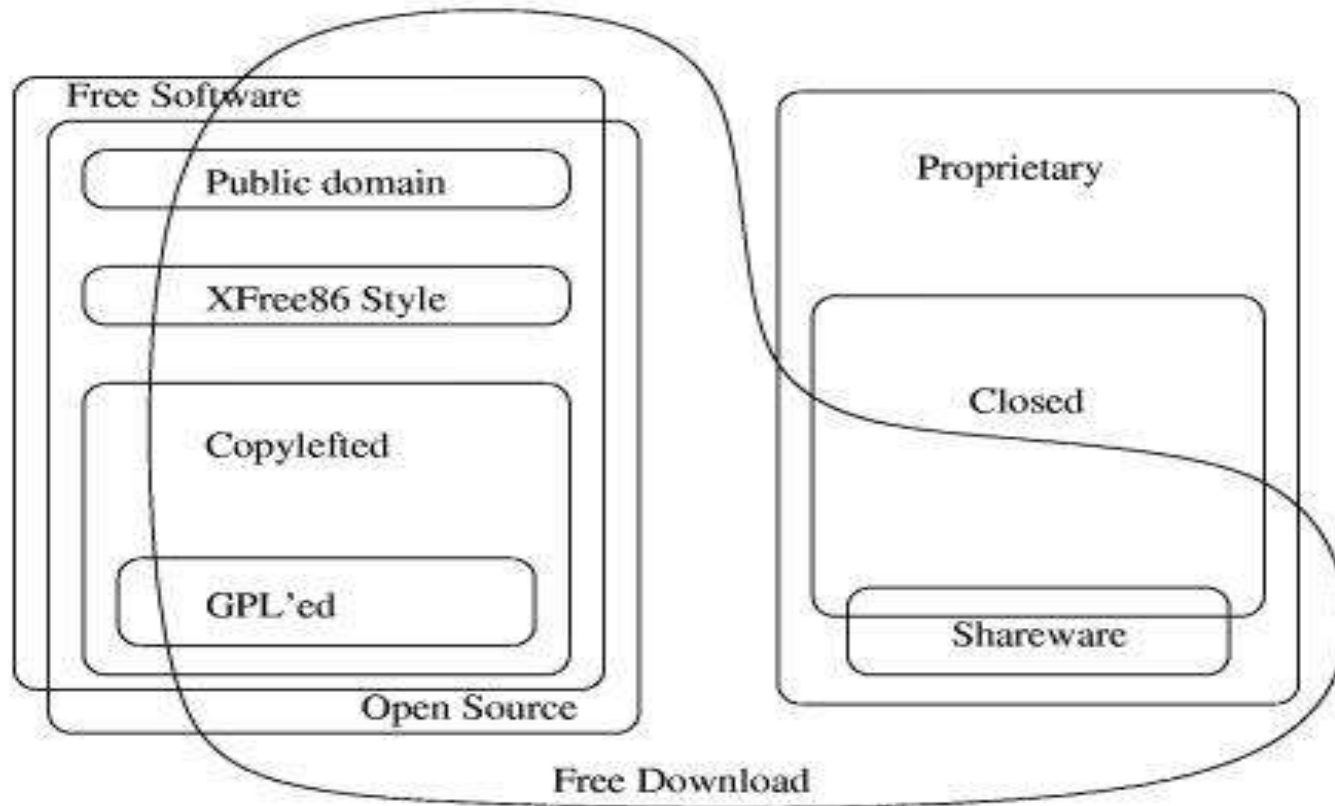 Free Software
Public domain
XFree86 Style
Copylefted
GPL'ed
Open Source
Proprietary
Closed
Shareware
Free Download